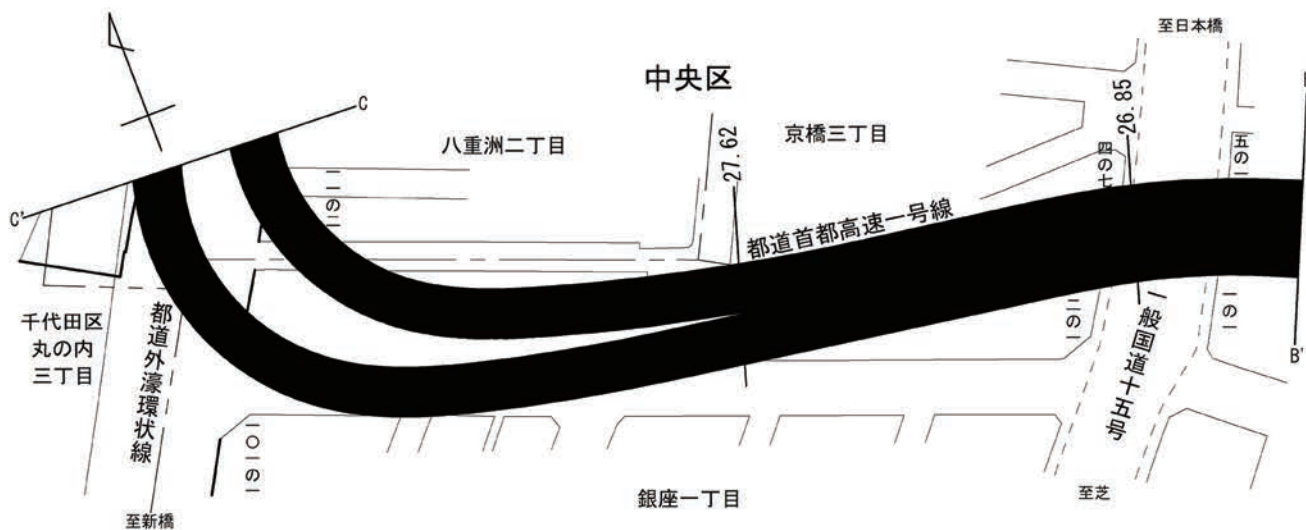 至日本橋
中央区
C
八重洲二丁目
京橋三丁目
27.62
26.85
四の七
五の一
一一の二
C'
都道首都高速一号線
千代田区
丸の内
三丁目
都道外濠環状線
二の一
一般国道十五号
一の一
B'
一〇一の一
銀座一丁目
至芝
至新橋